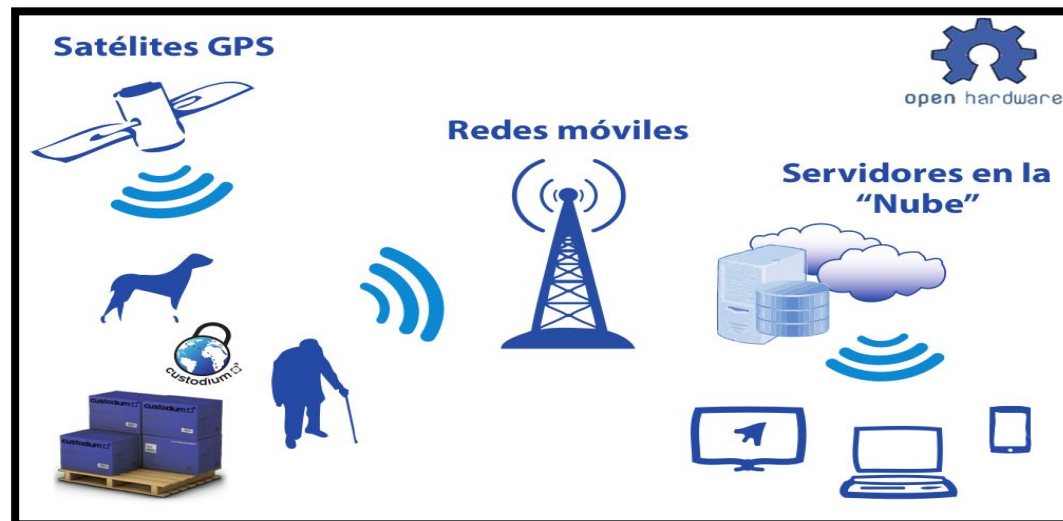 Satélites GPS
open hardware
Redes móviles
Servidores en la
“Nube”
custodium
custodium
custodium
custodium